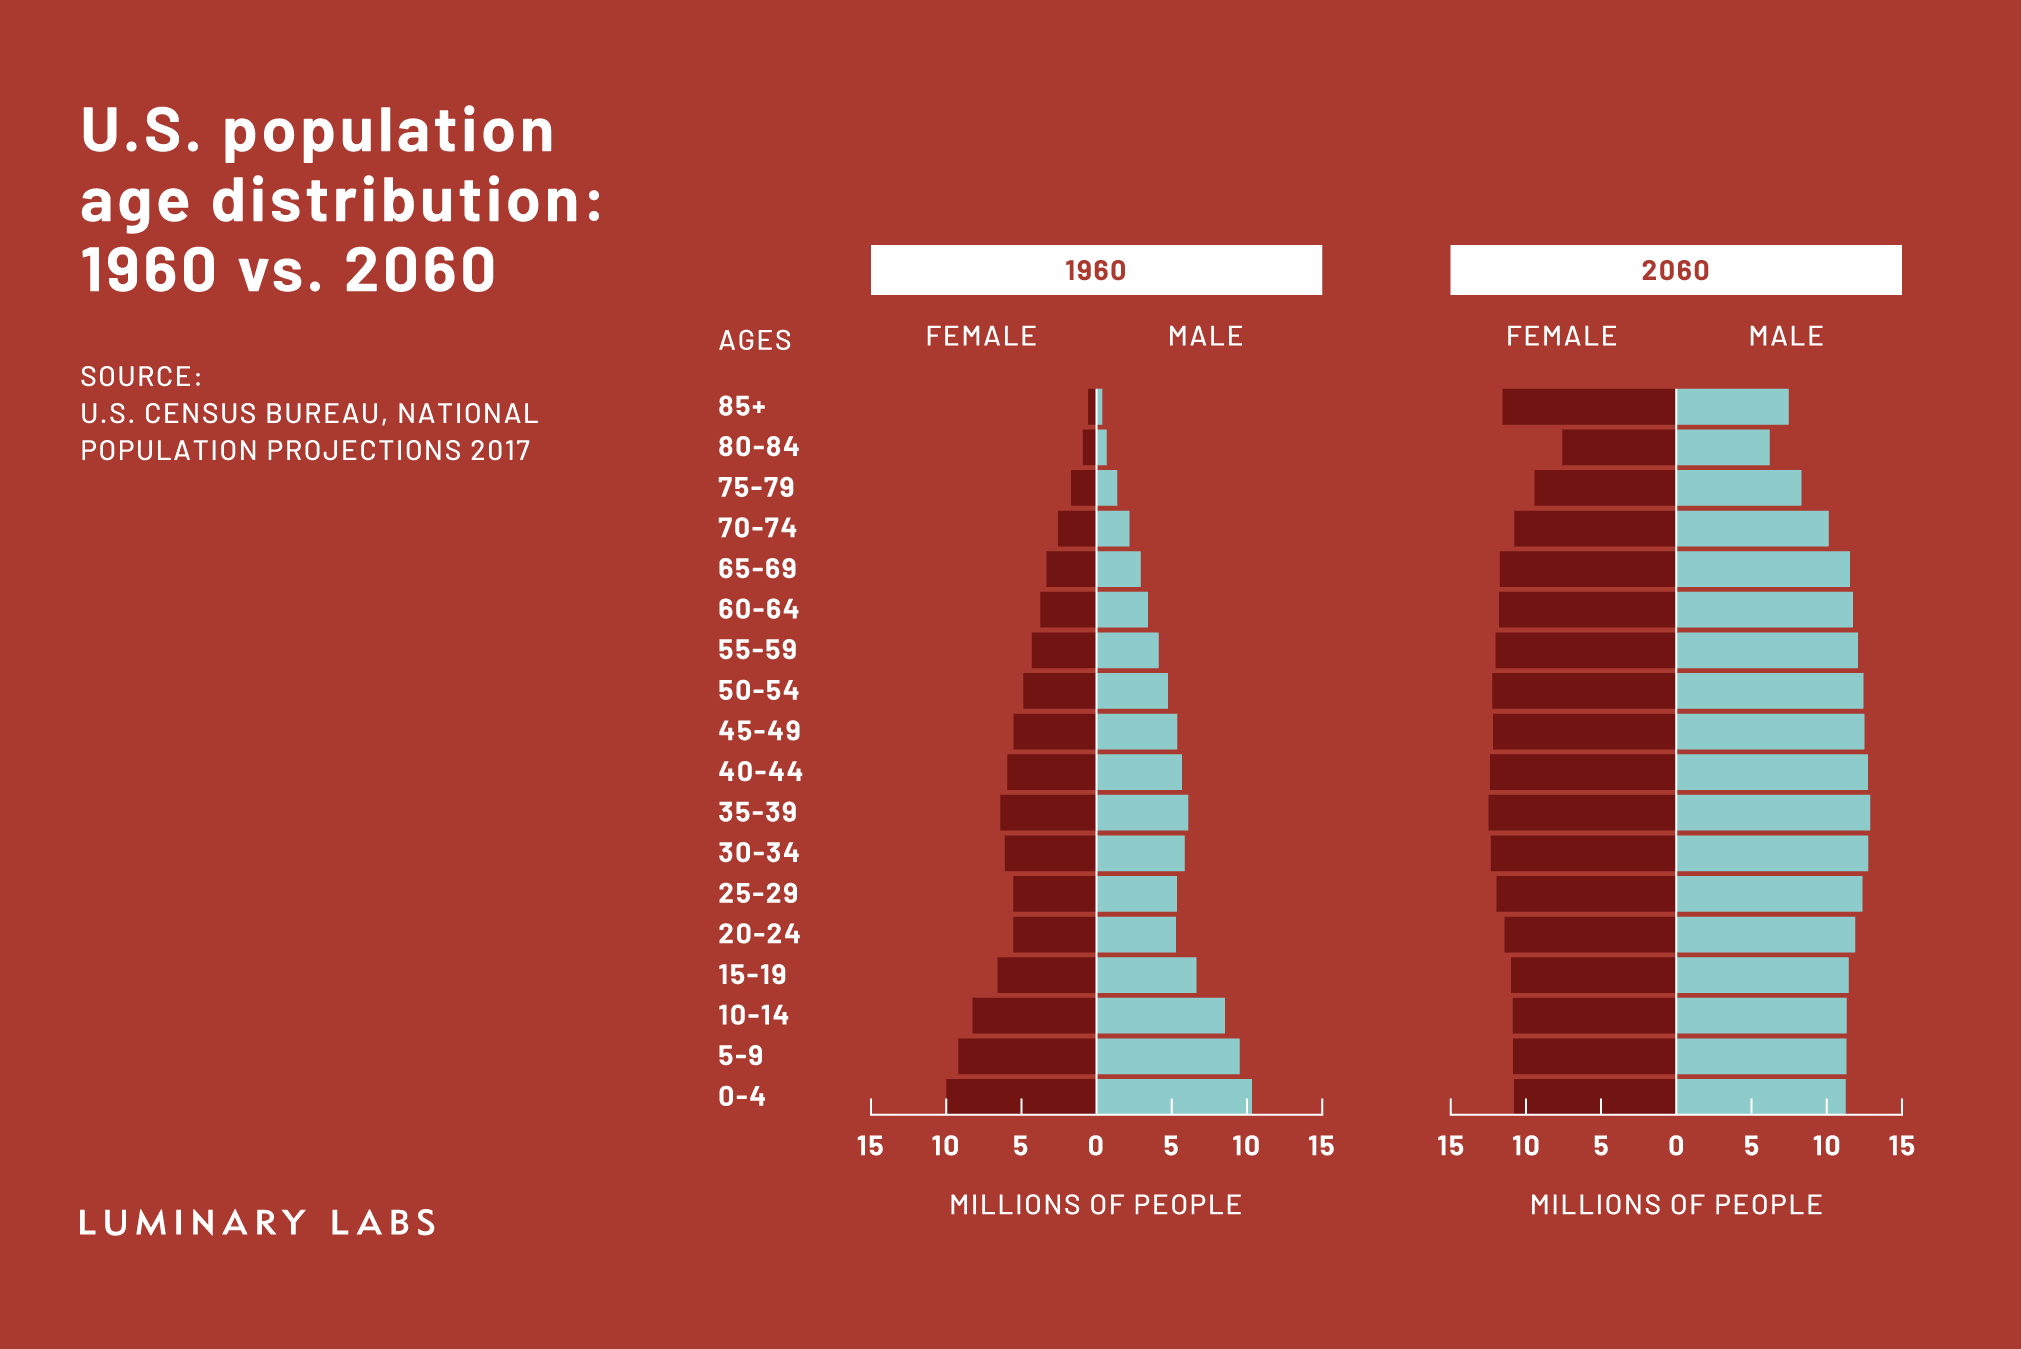 U.S. population
age distribution:
1960 vs. 2060
SOURCE:
U.S. CENSUS BUREAU, NATIONAL
POPULATION PROJECTIONS 2017
1960
2060
AGES
FEMALE
MALE
FEMALE
MALE
85+
80-84
75-79
70-74
65-69
60-64
55-59
50-54
45-49
40-44
35-39
30-34
25-29
20-24
15-19
10-14
5-9
0-4
15 10 5 0 5 10 15
15 10 5 0 5 10 15
MILLIONS OF PEOPLE
MILLIONS OF PEOPLE
LUMINARY LABS